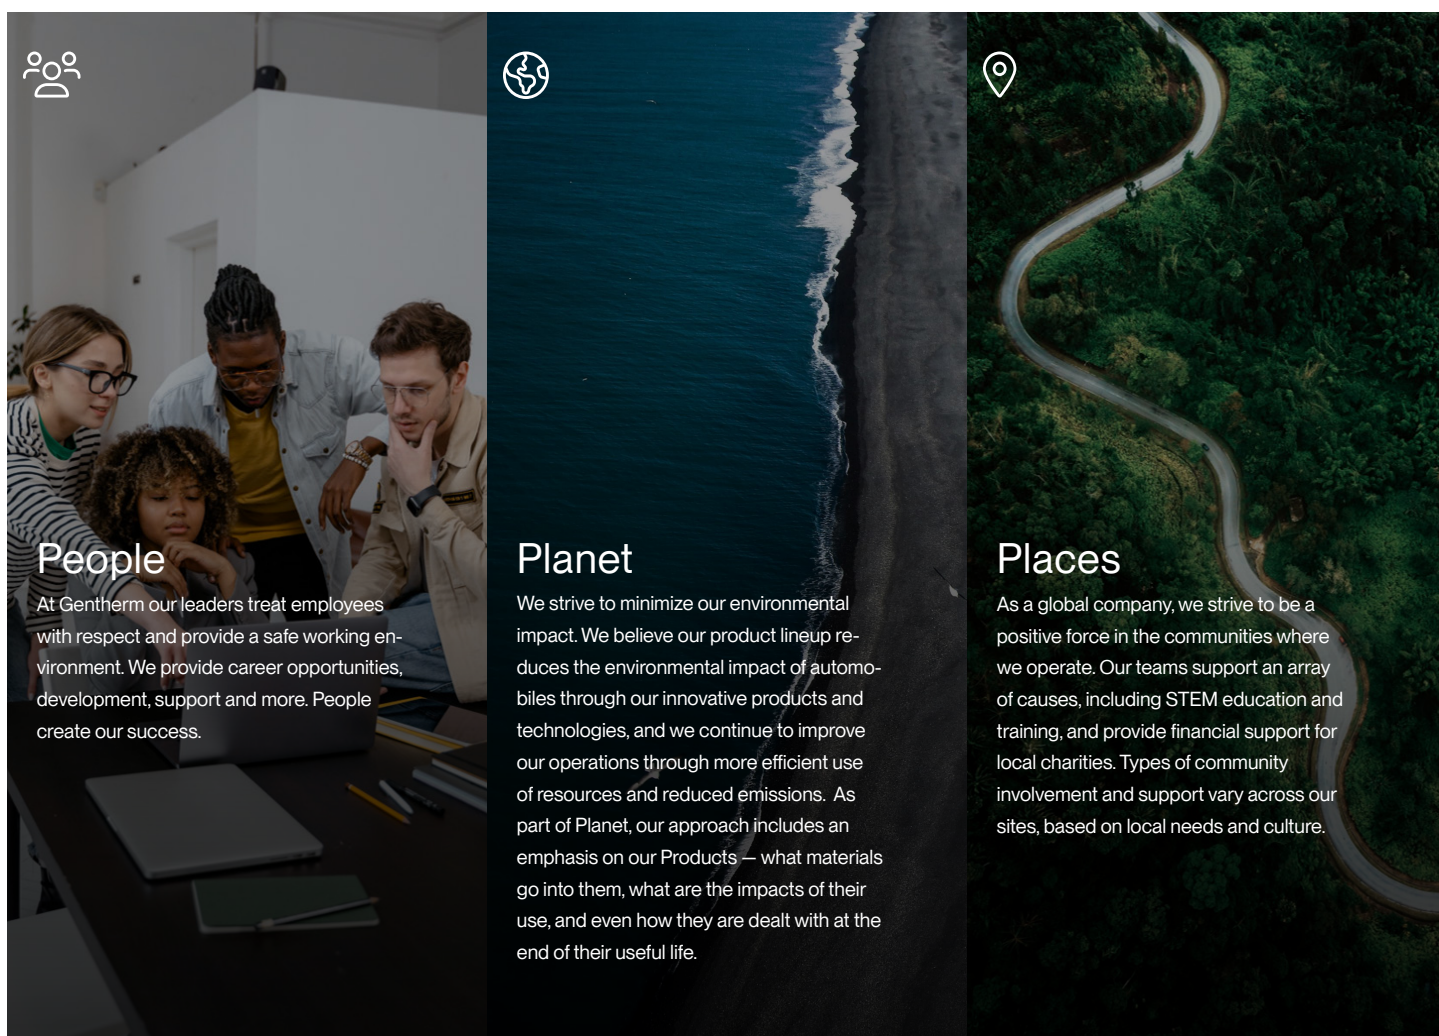 People
At Gentherm our leaders treat employees
with respect and provide a safe working en-
vironment. We provide career opportunities,
development, support and more. People
create our success.
Planet
We strive to minimize our environmental
impact. We believe our product lineup re-
duces the environmental impact of automo-
biles through our innovative products and
technologies, and we continue to improve
our operations through more efficient use
of resources and reduced emissions.  As
part of Planet, our approach includes an
emphasis on our Products — what materials
go into them, what are the impacts of their
use, and even how they are dealt with at the
end of their useful life.
Places
As a global company, we strive to be a
positive force in the communities where
we operate. Our teams support an array
of causes, including STEM education and
training, and provide financial support for
local charities. Types of community
involvement and support vary across our
sites, based on local needs and culture.